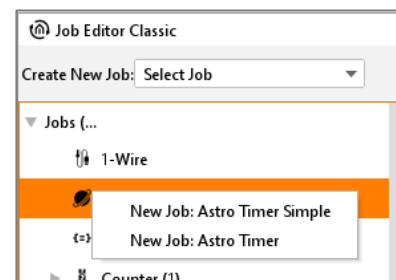 Job Editor Classic
Create New Job: Select Job
Jobs (...
1-Wire
New Job: Astro Timer Simple
New Job: Astro Timer
Counter (1)